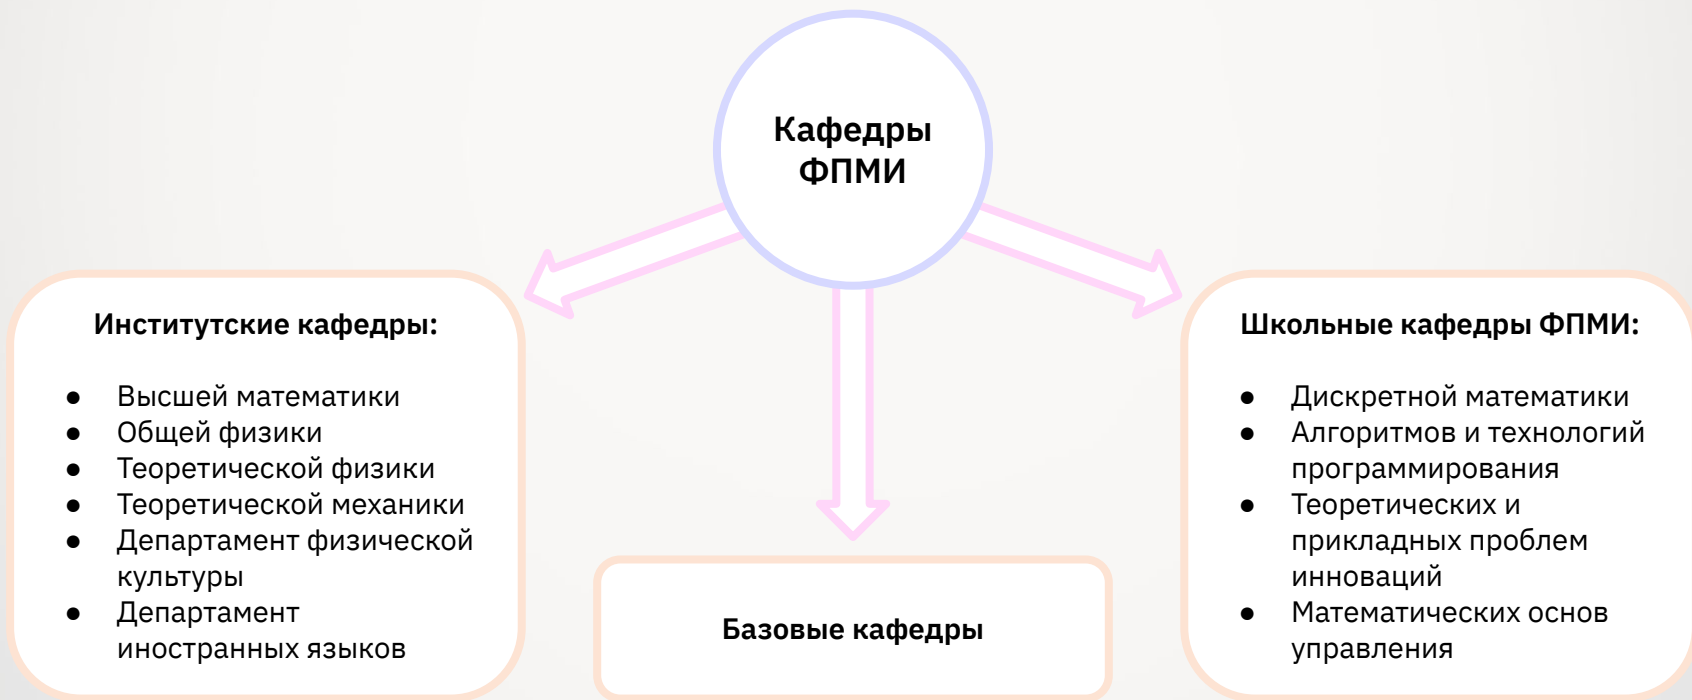 Кафедры
ФПМИ
Институтские кафедры:
● Высшей математики
● Общей физики
● Теоретической физики
● Теоретической механики
● Департамент физической
культуры
● Департамент
иностранных языков
Базовые кафедры
Школьные кафедры ФПМИ:
● Дискретной математики
● Алгоритмов и технологий
программирования
● Теоретических и
прикладных проблем
инноваций
● Математических основ
управления